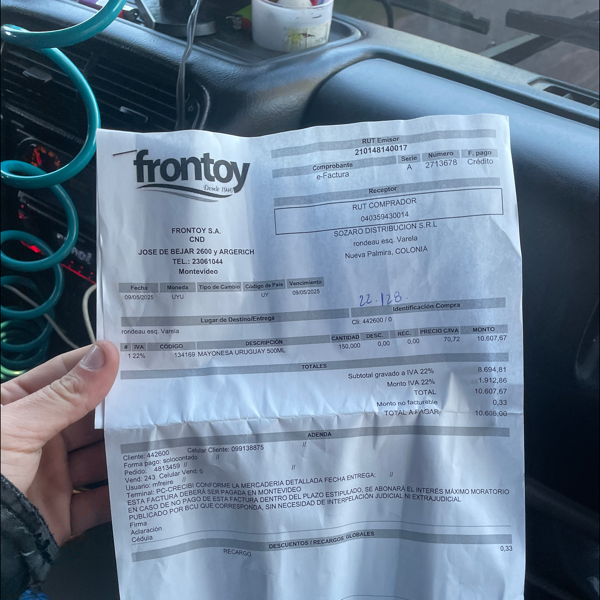 frontoy
Desde 1946
RUT Emisor
210148140017
Comprobante Serie Número F. pago
e-Factura A 2713678 Crédito
Receptor
RUT COMPRADOR
040359430014
SOZARO DISTRIBUCION S.R.L
rondeau esq. Varela
Nueva Palmira, COLONIA
FRONTOY S.A.
CND
JOSE DE BEJAR 2600 y ARGERICH
TEL.: 23061044
Montevideo
Fecha Moneda Tipo de Cambio Código de País Vencimiento
09/05/2025 UYU UY 09/05/2025
22-128
Lugar de Destino/Entrega Identificación Compra
rondeau esq. Varela Cli: 442600 / 0
# IVA CÓDIGO DESCRIPCIÓN CANTIDAD DESC. REC. PRECIO C/IVA MONTO
1 22% 134169 MAYONESA URUGUAY 500ML 150,000 0,00 0,00 70,72 10.607,67
TOTALES
Subtotal gravado a IVA 22% 8.694,81
Monto IVA 22% 1.912,86
TOTAL 10.607,67
Monto no facturable 0,33
TOTAL A PAGAR 10.608,00
ADENDA
Cliente: 442600 Celular Cliente: 099138875 //
Forma pago: solocontado //
Pedido: 4813459 // //
Vend: 243 Celular Vend: 6
Usuario: mfreire //
Terminal: PC-CRECIBI CONFORME LA MERCADERIA DETALLADA FECHA ENTREGA: //
ESTA FACTURA DEBERÁ SER PAGADA EN MONTEVIDEO
EN CASO DE NO PAGO DE ESTA FACTURA DENTRO DEL PLAZO ESTIPULADO, SE ABONARÁ EL INTERÉS MÁXIMO MORATORIO
PUBLICADO POR BCU QUE CORRESPONDA, SIN NECESIDAD DE INTERPELACIÓN JUDICIAL NI EXTRAJUDICIAL
Firma
Aclaración
Cédula
DESCUENTOS / RECARGOS GLOBALES
RECARGO 0,33